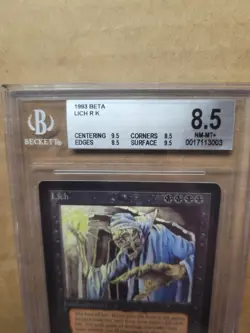 1993 BETA
LICH R K
8.5
NM-MT+
CENTERING 9.5 CORNERS 8.5
EDGES 8.5 SURFACE 9.5
0017113003
B
BECKETT
Lich